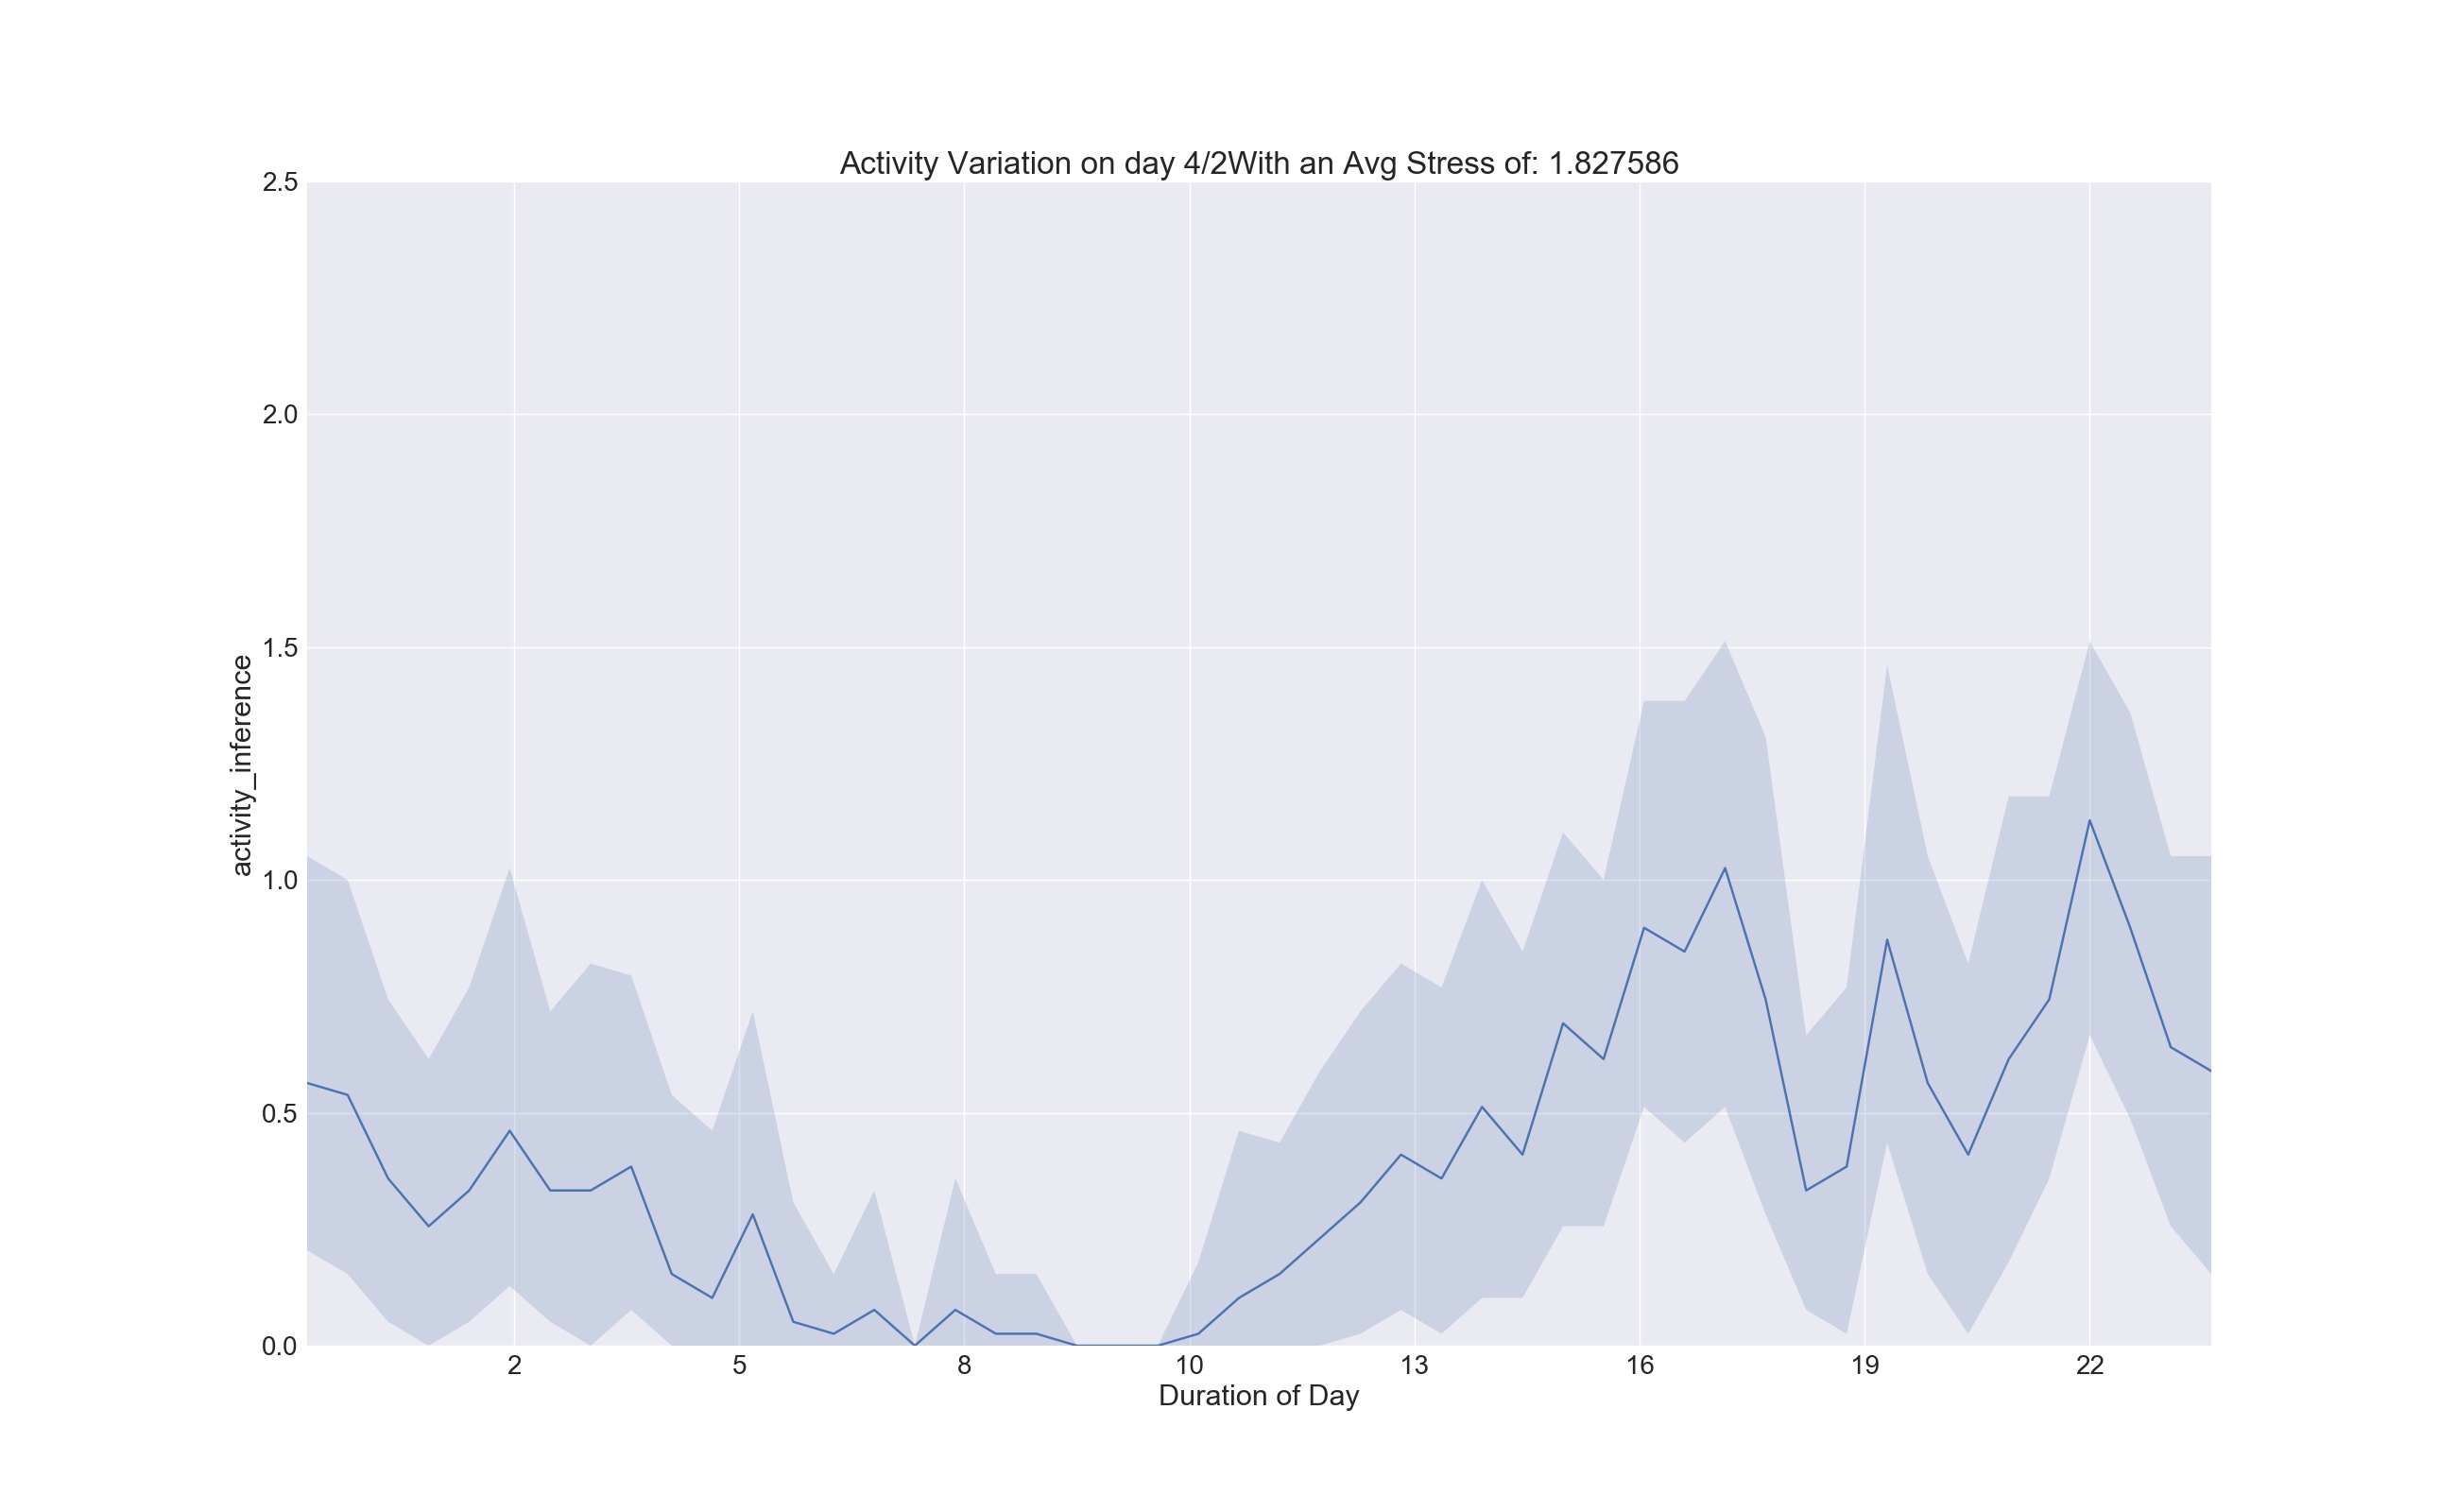 Activity Variation on day 4/2With an Avg Stress of: 1.827586
2.5
2.0
1.5
1.0
0.5
0.0
activity_inference
2 5 8 10 13 16 19 22
Duration of Day